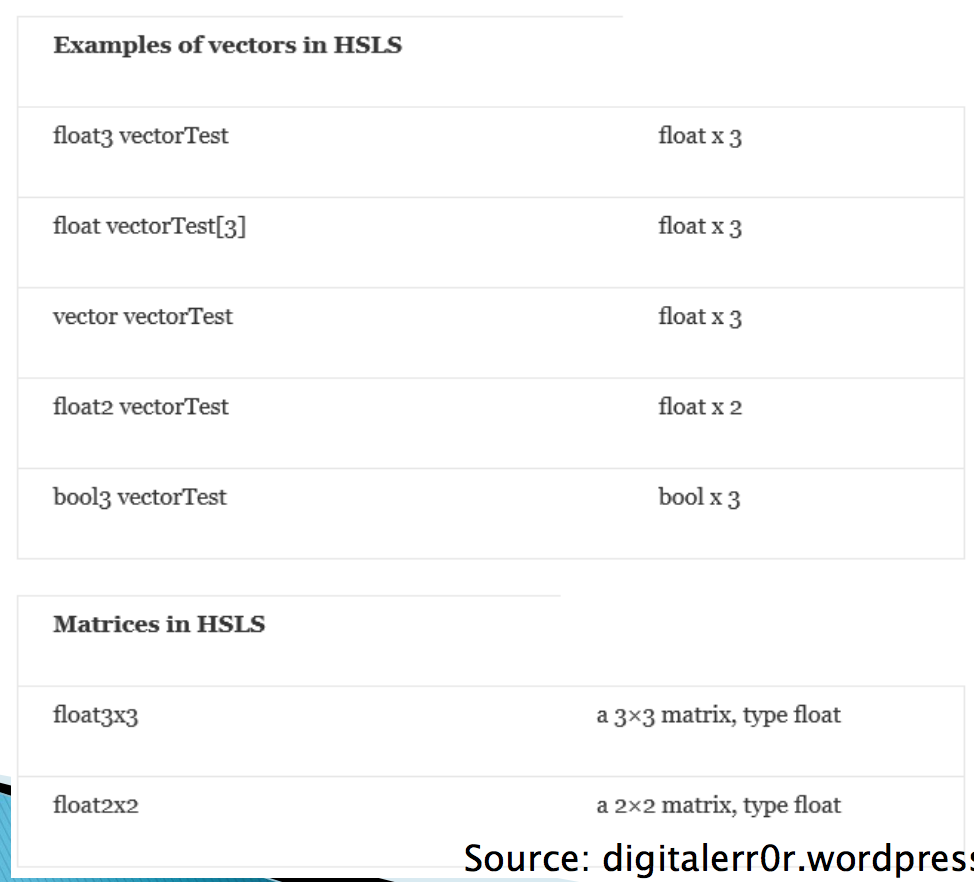 Examples of vectors in HSLS
float3 vectorTest float x 3
float vectorTest[3] float x 3
vector vectorTest float x 3
float2 vectorTest float x 2
bool3 vectorTest bool x 3
Matrices in HSLS
float3x3 a 3×3 matrix, type float
float2x2 a 2×2 matrix, type float
Source: digitalerr0r.wordpress